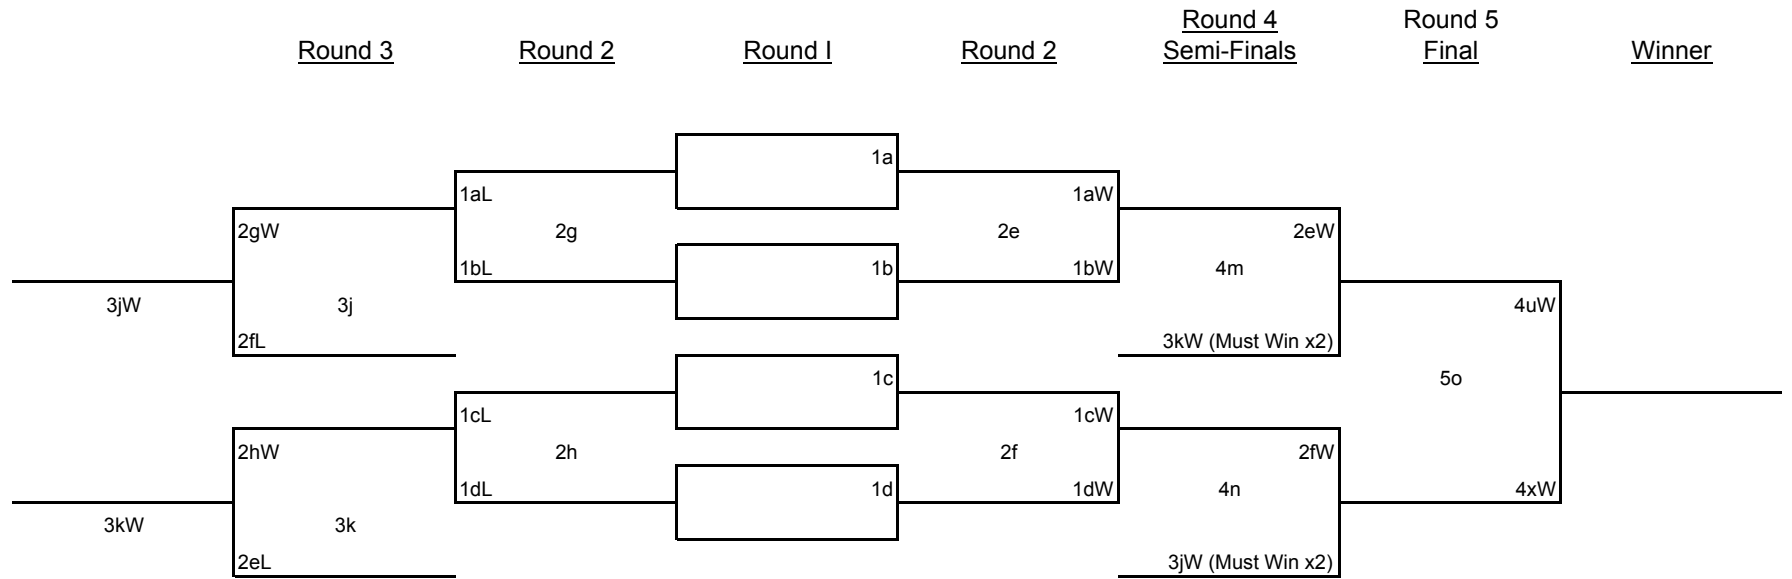 Round 3
Round 2
Round I
Round 2
Round 4
Semi-Finals
Round 5
Final
Winner
1a
1aL
1aW
2gW
2g
2e
2eW
1bL
1b
1bW
4m
3jW
3j
4uW
2fL
3kW (Must Win x2)
1c
5o
1cL
1cW
2hW
2h
2f
2fW
1dL
1d
1dW
4n
4xW
3kW
3k
2eL
3jW (Must Win x2)